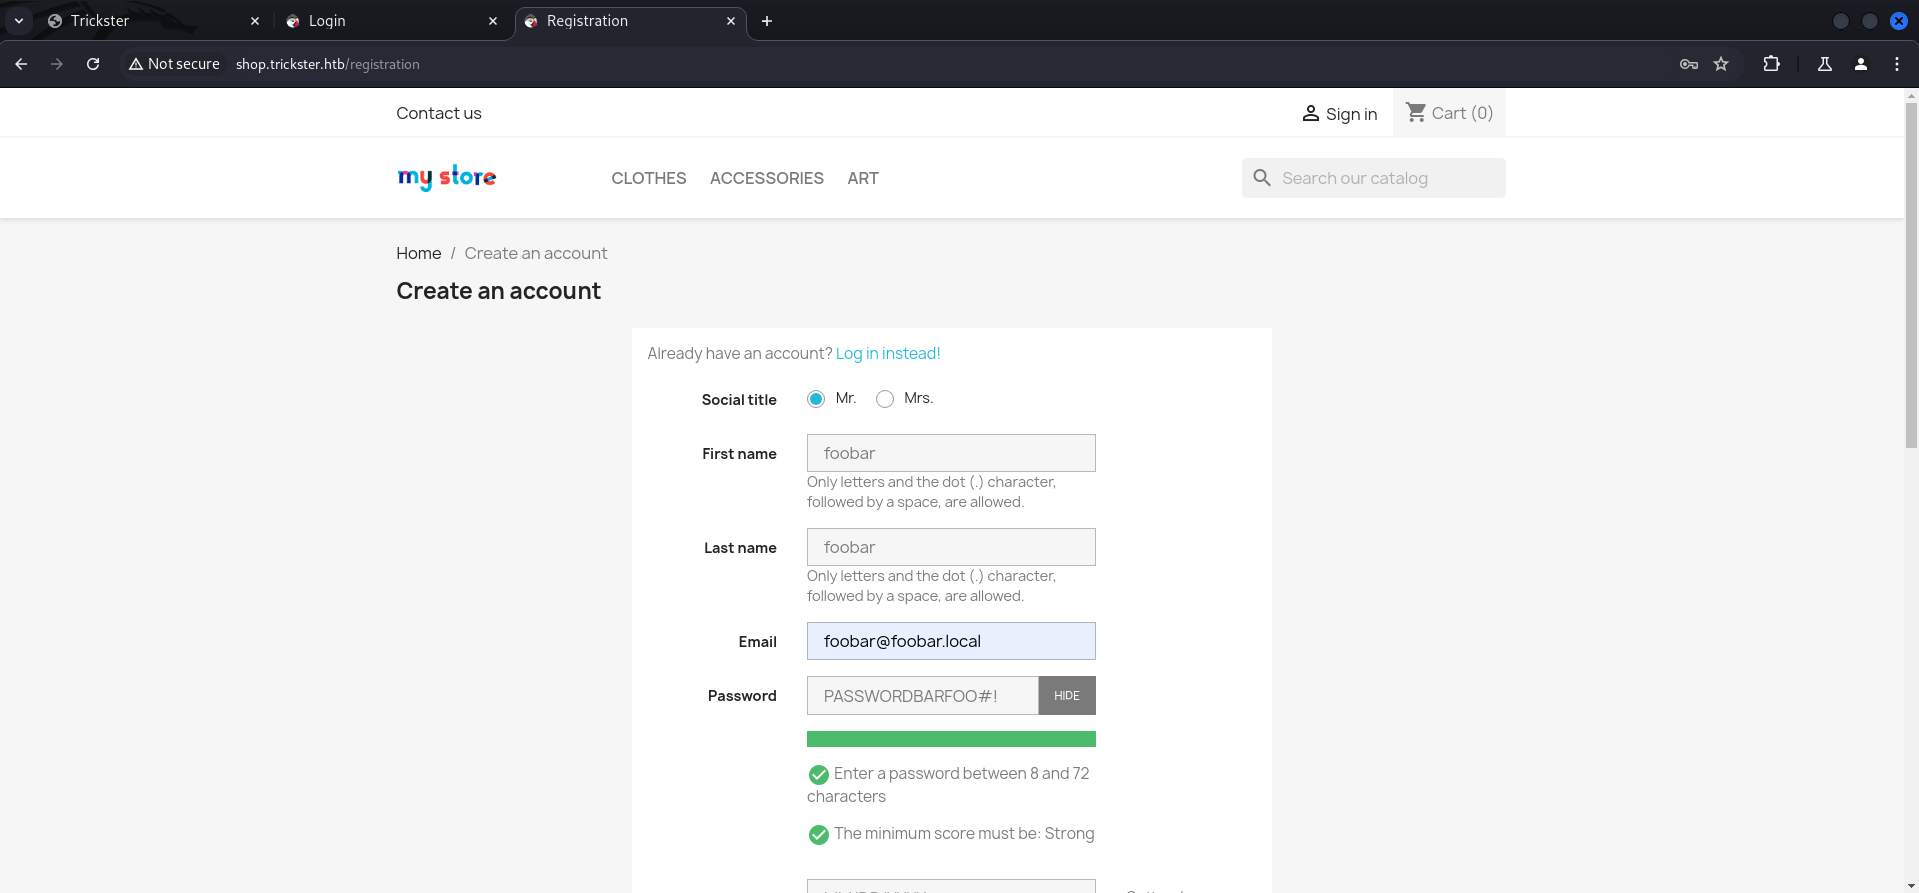 Trickster
Login
Registration
Not secure
shop.trickster.htb/registration
Contact us
Sign in
Cart (0)
my store
CLOTHES
ACCESSORIES
ART
Search our catalog
Home / Create an account
Create an account
Already have an account? Log in instead!
Social title
Mr.
Mrs.
First name
foobar
Only letters and the dot (.) character,
followed by a space, are allowed.
Last name
foobar
Only letters and the dot (.) character,
followed by a space, are allowed.
Email
foobar@foobar.local
Password
PASSWORDBARFOO#!
HIDE
Enter a password between 8 and 72
characters
The minimum score must be: Strong